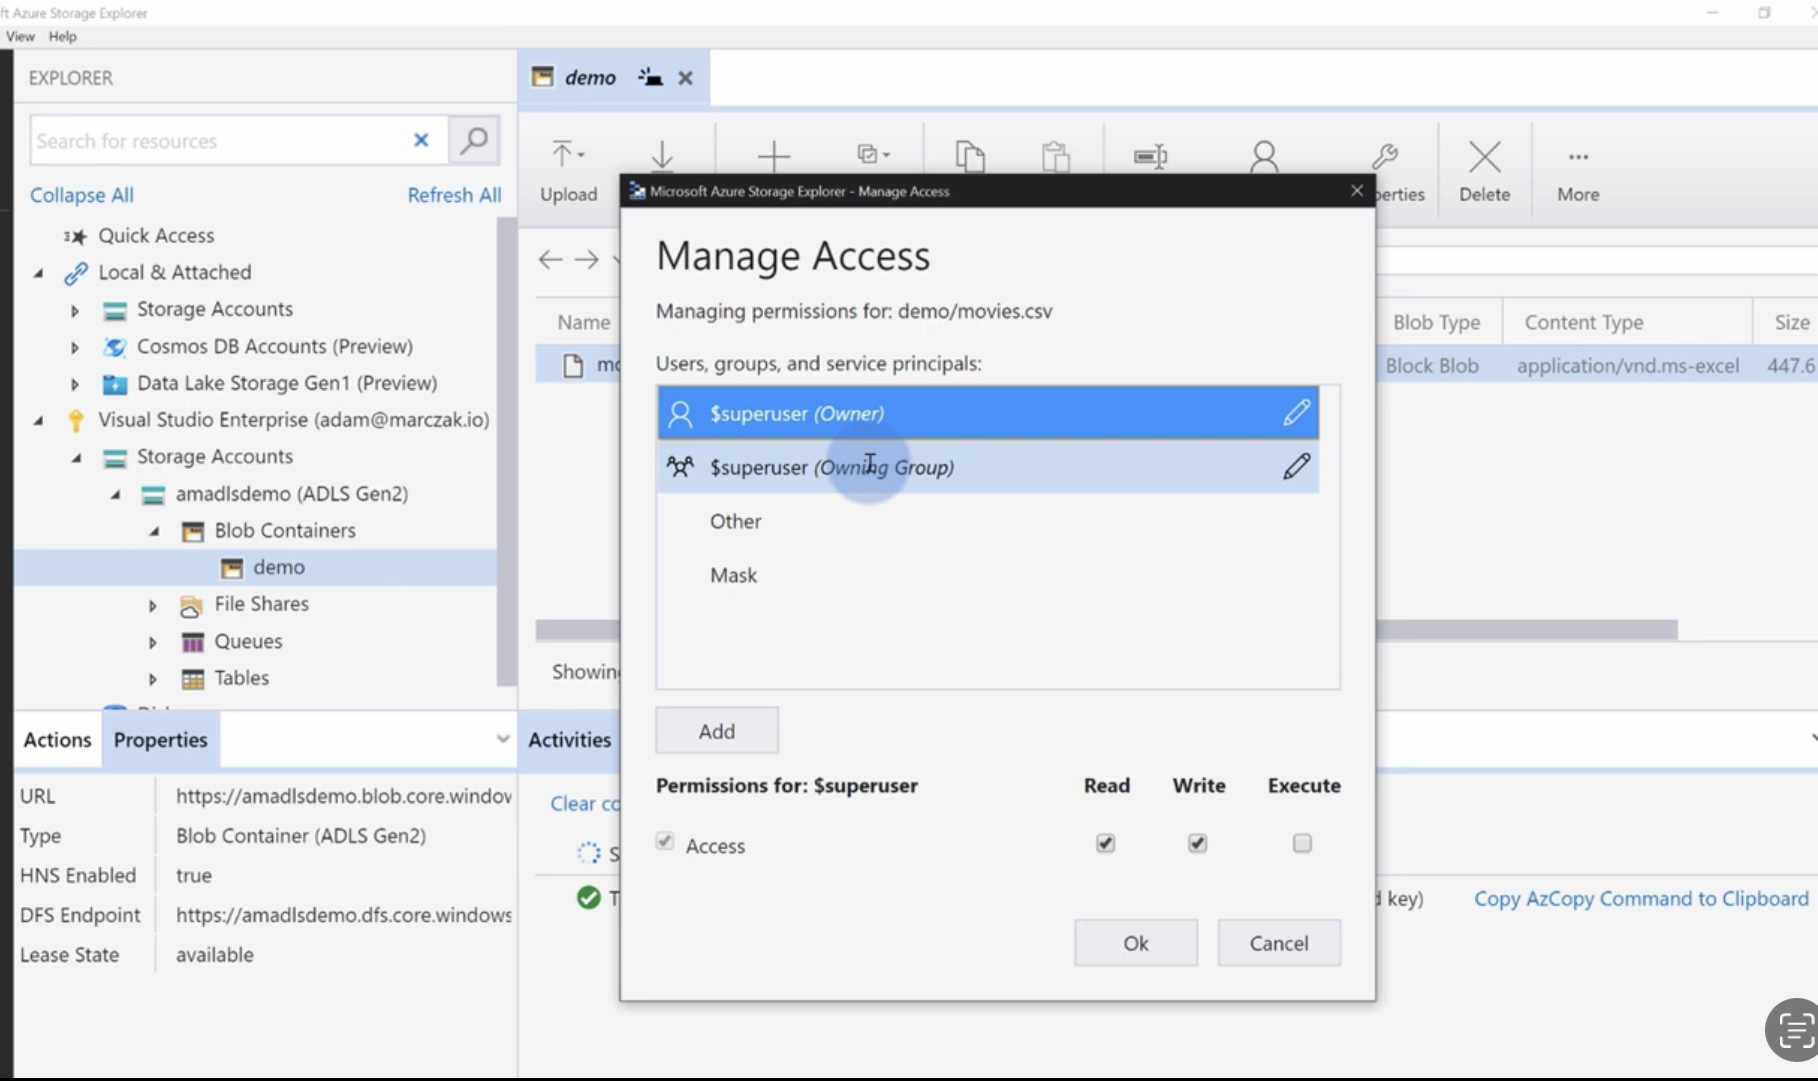 ft Azure Storage Explorer
View Help
EXPLORER
demo
Search for resources
Collapse All
Refresh All
Upload
Delete
More
Quick Access
Local & Attached
Storage Accounts
Cosmos DB Accounts (Preview)
Data Lake Storage Gen1 (Preview)
Visual Studio Enterprise (adam@marczak.io)
Storage Accounts
amadlsdemo (ADLS Gen2)
Blob Containers
demo
File Shares
Queues
Tables
Name
Blob Type
Content Type
Size
Block Blob
application/vnd.ms-excel
447.6
Showing
Microsoft Azure Storage Explorer - Manage Access
Manage Access
Managing permissions for: demo/movies.csv
Users, groups, and service principals:
$superuser (Owner)
$superuser (Owning Group)
Other
Mask
Add
Permissions for: $superuser
Read Write Execute
Access
Ok
Cancel
Actions
Properties
URL https://amadlsdemo.blob.core.window
Type Blob Container (ADLS Gen2)
HNS Enabled true
DFS Endpoint https://amadlsdemo.dfs.core.windows
Lease State available
Activities
Clear co
d key)
Copy AzCopy Command to Clipboard